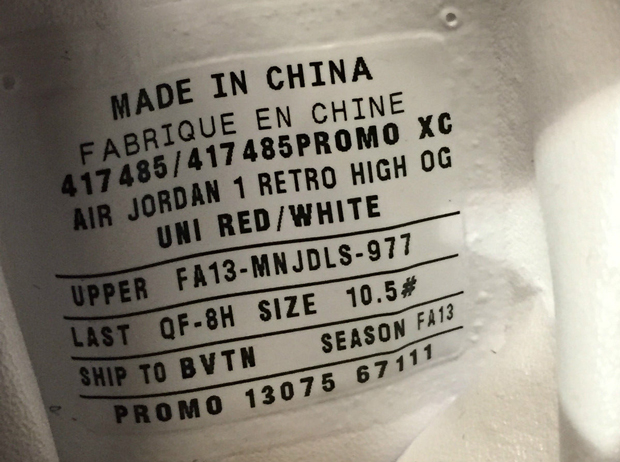 MADE IN CHINA
FABRIQUE EN CHINE
417485/417485PROMO XC
AIR JORDAN 1 RETRO HIGH OG
UNI RED/WHITE
UPPER FA13-MNJDLS-977
LAST QF-8H SIZE 10.5#
SHIP TO BVTN SEASON FA13
PROMO 13075 67111